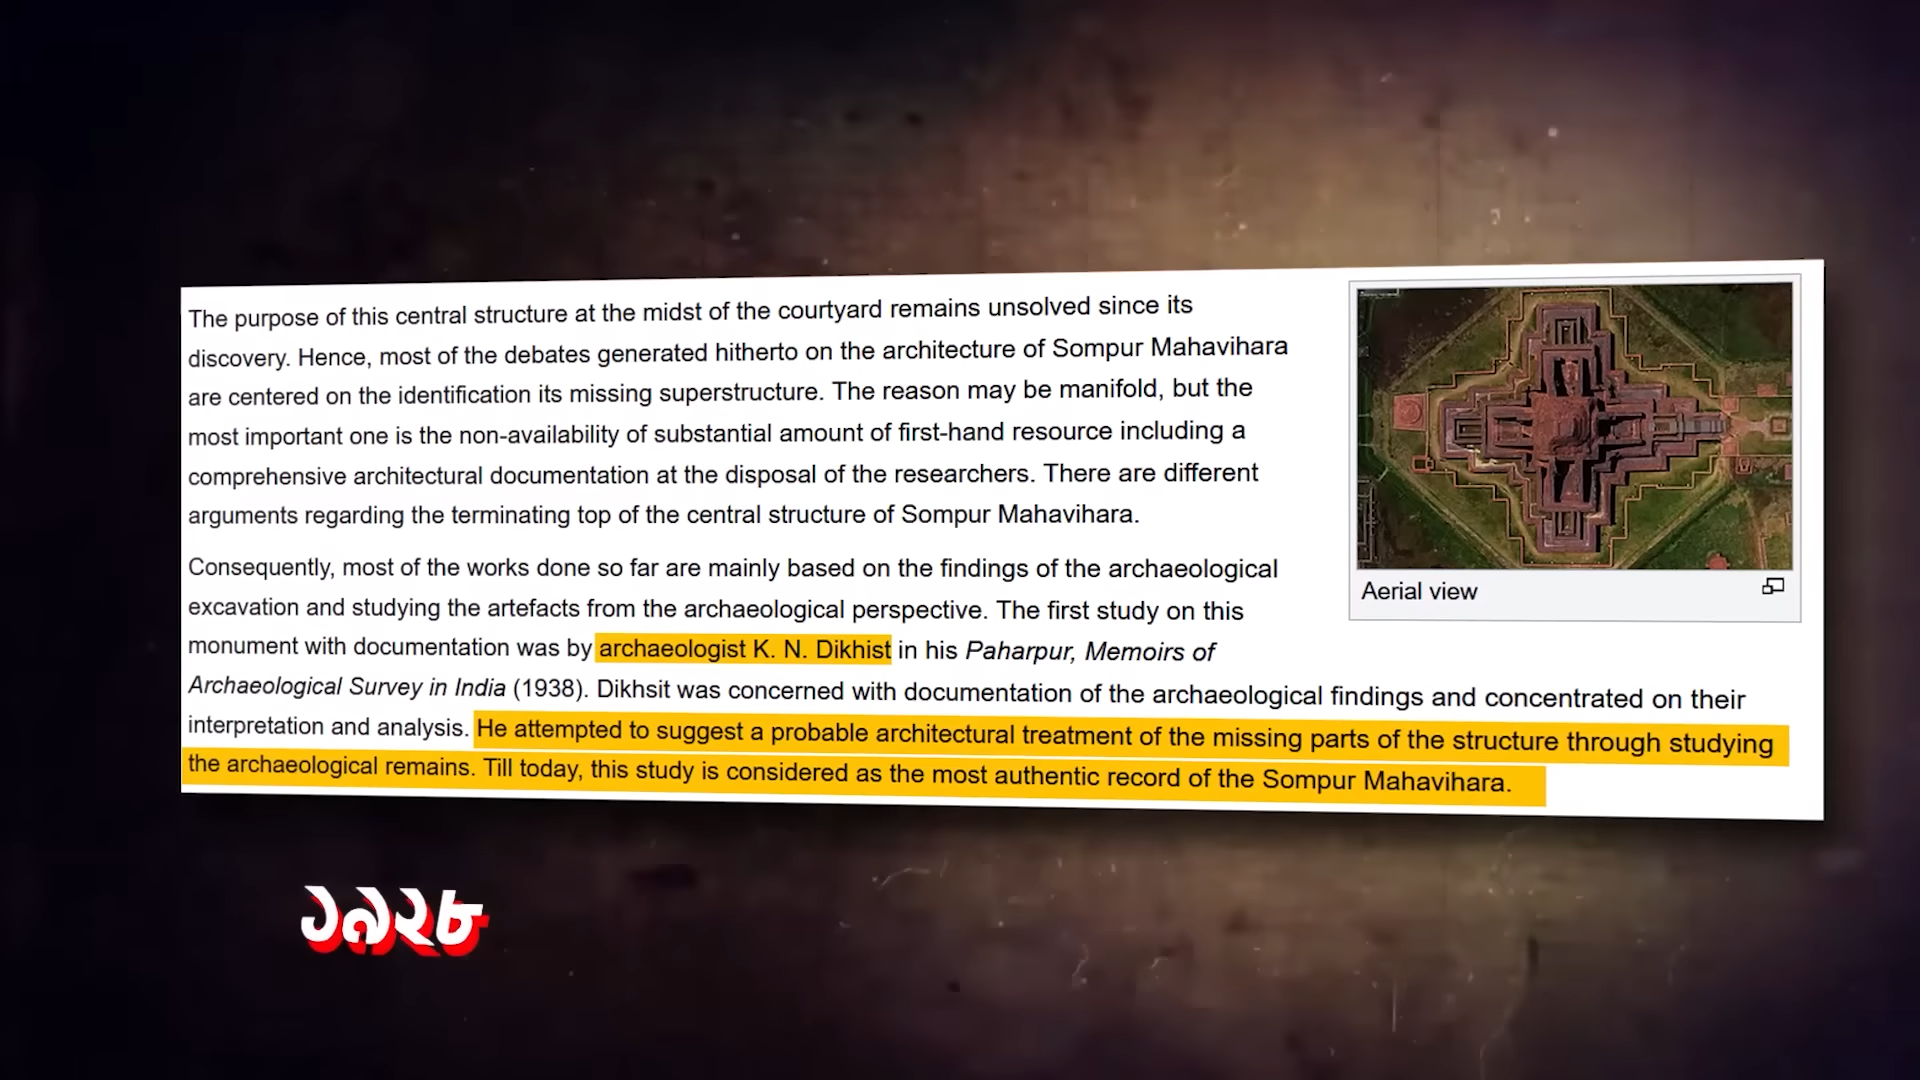 The purpose of this central structure at the midst of the courtyard remains unsolved since its
discovery. Hence, most of the debates generated hitherto on the architecture of Sompur Mahavihara
are centered on the identification its missing superstructure. The reason may be manifold, but the
most important one is the non-availability of substantial amount of first-hand resource including a
comprehensive architectural documentation at the disposal of the researchers. There are different
arguments regarding the terminating top of the central structure of Sompur Mahavihara.
Aerial view
Consequently, most of the works done so far are mainly based on the findings of the archaeological
excavation and studying the artefacts from the archaeological perspective. The first study on this
monument with documentation was by archaeologist K. N. Dikhist in his Paharpur, Memoirs of
Archaeological Survey in India (1938). Dikhsit was concerned with documentation of the archaeological findings and concentrated on their
interpretation and analysis. He attempted to suggest a probable architectural treatment of the missing parts of the structure through studying
the archaeological remains. Till today, this study is considered as the most authentic record of the Sompur Mahavihara.
১৯২৮